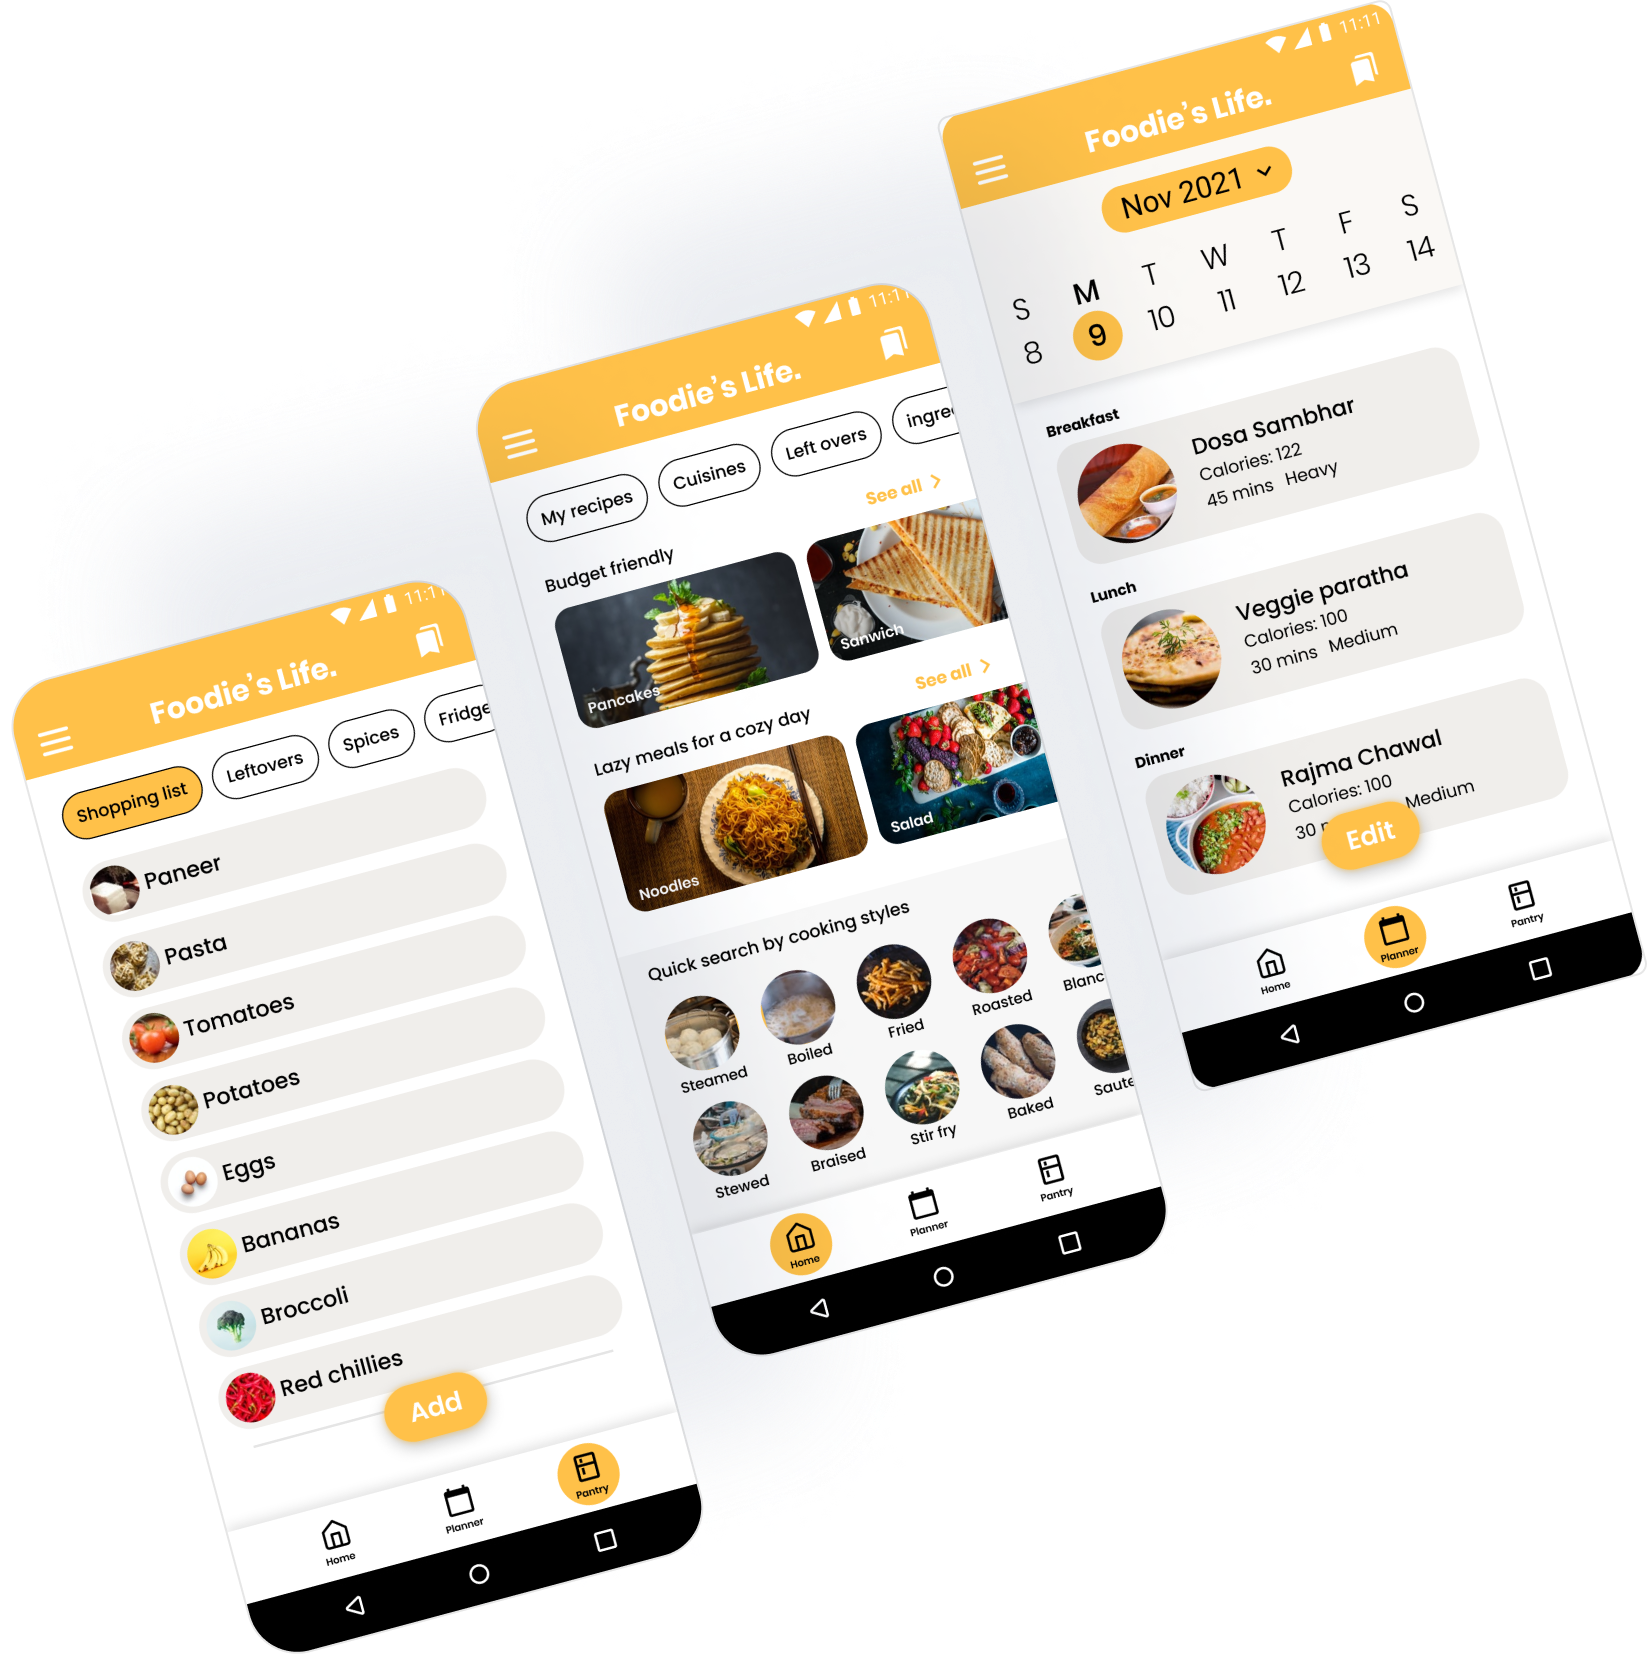 11:11
Foodie's Life.
Shopping list
Leftovers
Spices
Fridge
Paneer
Pasta
Tomatoes
Potatoes
Eggs
Bananas
Broccoli
Red chillies
Add
Home
Planner
Pantry
11:11
Foodie's Life.
My recipes
Cuisines
Left overs
ingre
See all
Budget friendly
Pancakes
Sanwich
See all
Lazy meals for a cozy day
Noodles
Salad
Quick search by cooking styles
Steamed
Boiled
Fried
Roasted
Blanc
Stewed
Braised
Stir fry
Baked
Saute
Home
Planner
Pantry
11:11
Foodie's Life.
Nov 2021
S M T W T F S
8 9 10 11 12 13 14
Breakfast
Dosa Sambhar
Calories: 122
45 mins Heavy
Lunch
Veggie paratha
Calories: 100
30 mins Medium
Dinner
Rajma Chawal
Calories: 100
30 Medium
Edit
Home
Planner
Pantry